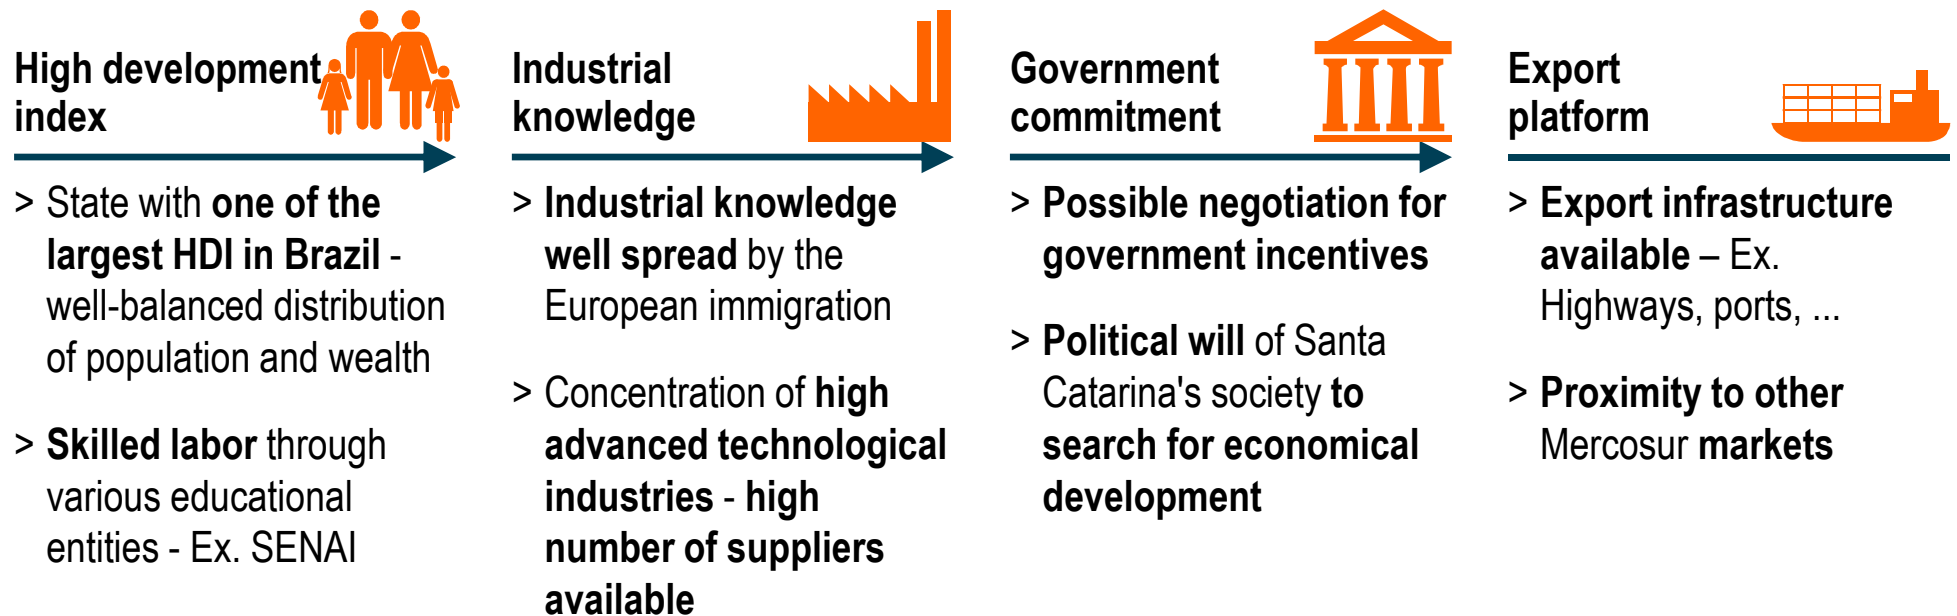 High development
index
> State with one of the
largest HDI in Brazil -
well-balanced distribution
of population and wealth
> Skilled labor through
various educational
entities - Ex. SENAI
Industrial
knowledge
> Industrial knowledge
well spread by the
European immigration
> Concentration of high
advanced technological
industries - high
number of suppliers
available
Government
commitment
> Possible negotiation for
government incentives
> Political will of Santa
Catarina's society to
search for economical
development
Export
platform
> Export infrastructure
available – Ex.
Highways, ports, ...
> Proximity to other
Mercosur markets